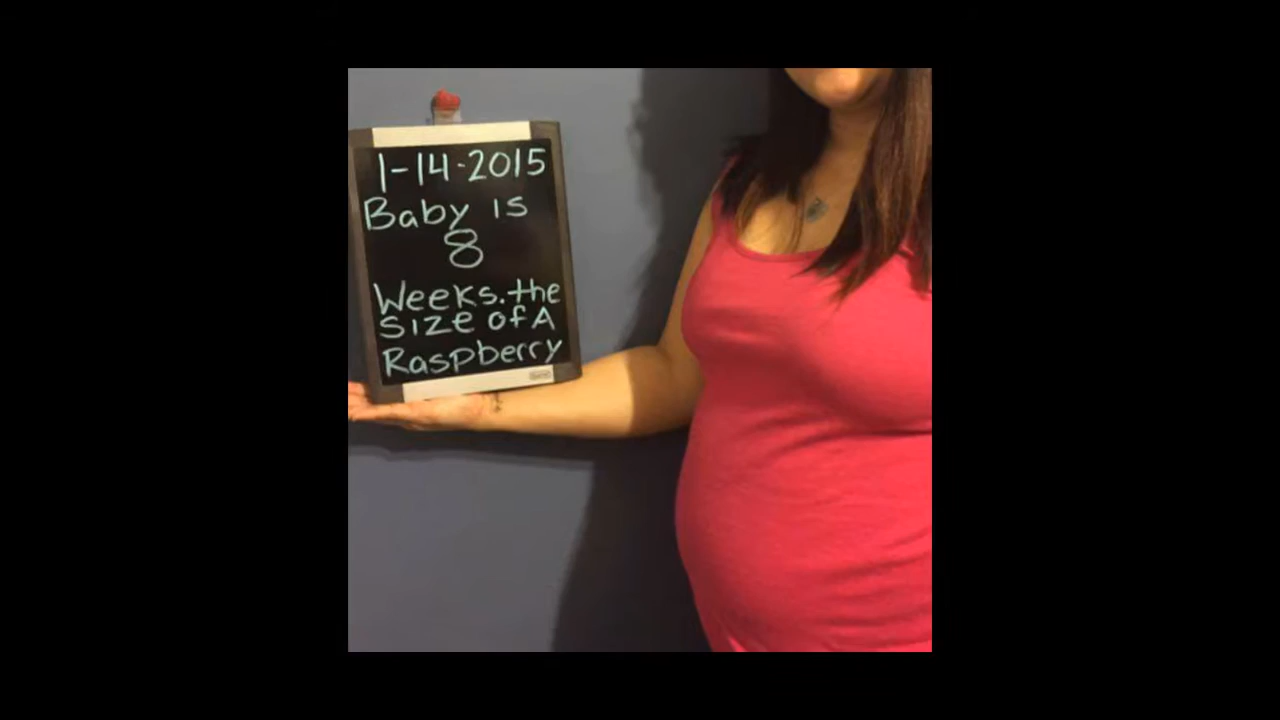 1-14-2015
Baby is
8
Weeks. the
Size of A
Raspberry